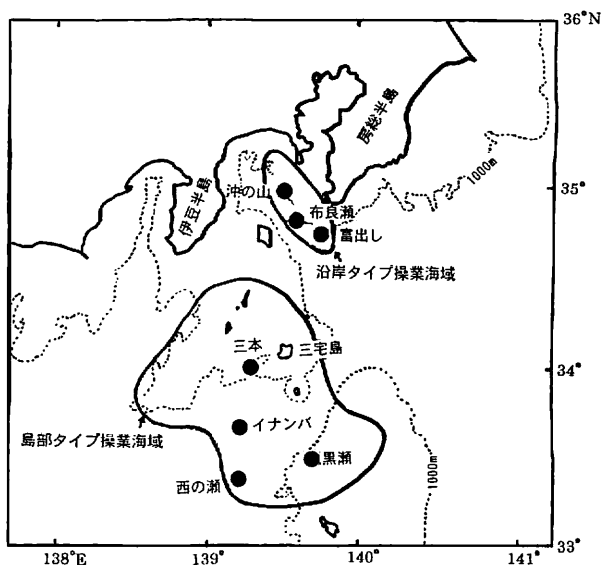 36°N
房総半島
1000m
伊豆半島
沖の山
35°
布良瀬
富出し
沿岸タイプ操業海域
三本
三宅島
34°
イナンバ
島部タイプ操業海域
黒瀬
1000m
西の瀬
33°
138°E
139°
140°
141°